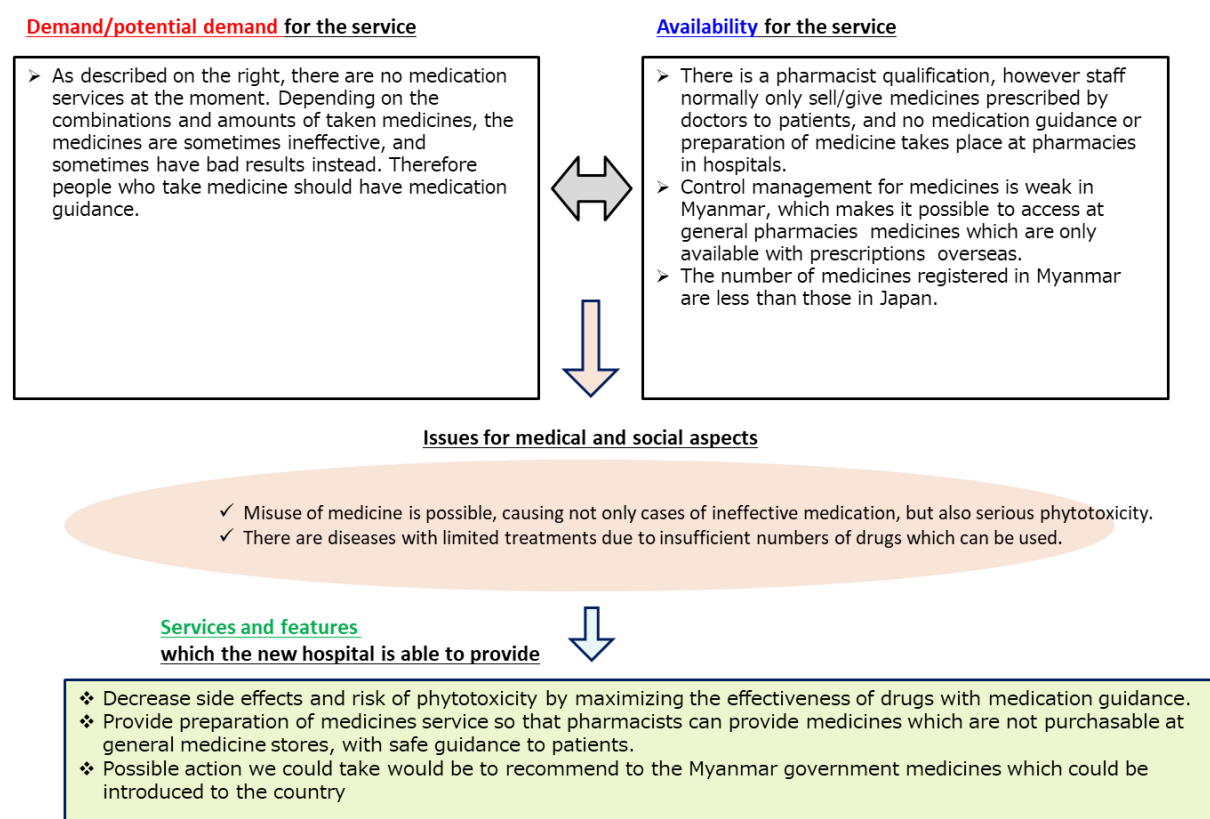 Demand/potential demand for the service
➢ As described on the right, there are no medication
services at the moment. Depending on the
combinations and amounts of taken medicines, the
medicines are sometimes ineffective, and
sometimes have bad results instead. Therefore
people who take medicine should have medication
guidance.
Availability for the service
➢ There is a pharmacist qualification, however staff
normally only sell/give medicines prescribed by
doctors to patients, and no medication guidance or
preparation of medicine takes place at pharmacies
in hospitals.
➢ Control management for medicines is weak in
Myanmar, which makes it possible to access at
general pharmacies medicines which are only
available with prescriptions overseas.
➢ The number of medicines registered in Myanmar
are less than those in Japan.
Issues for medical and social aspects
✓ Misuse of medicine is possible, causing not only cases of ineffective medication, but also serious phytotoxicity.
✓ There are diseases with limited treatments due to insufficient numbers of drugs which can be used.
Services and features
which the new hospital is able to provide
❖ Decrease side effects and risk of phytotoxicity by maximizing the effectiveness of drugs with medication guidance.
❖ Provide preparation of medicines service so that pharmacists can provide medicines which are not purchasable at
general medicine stores, with safe guidance to patients.
❖ Possible action we could take would be to recommend to the Myanmar government medicines which could be
introduced to the country